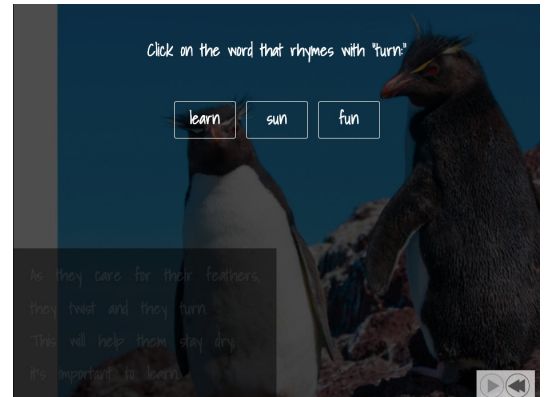 Click on the word that rhymes with "turn."
learn
sun
fun
As they care for their feathers,
they twist and they turn.
This will help them stay dry,
it's important to learn.